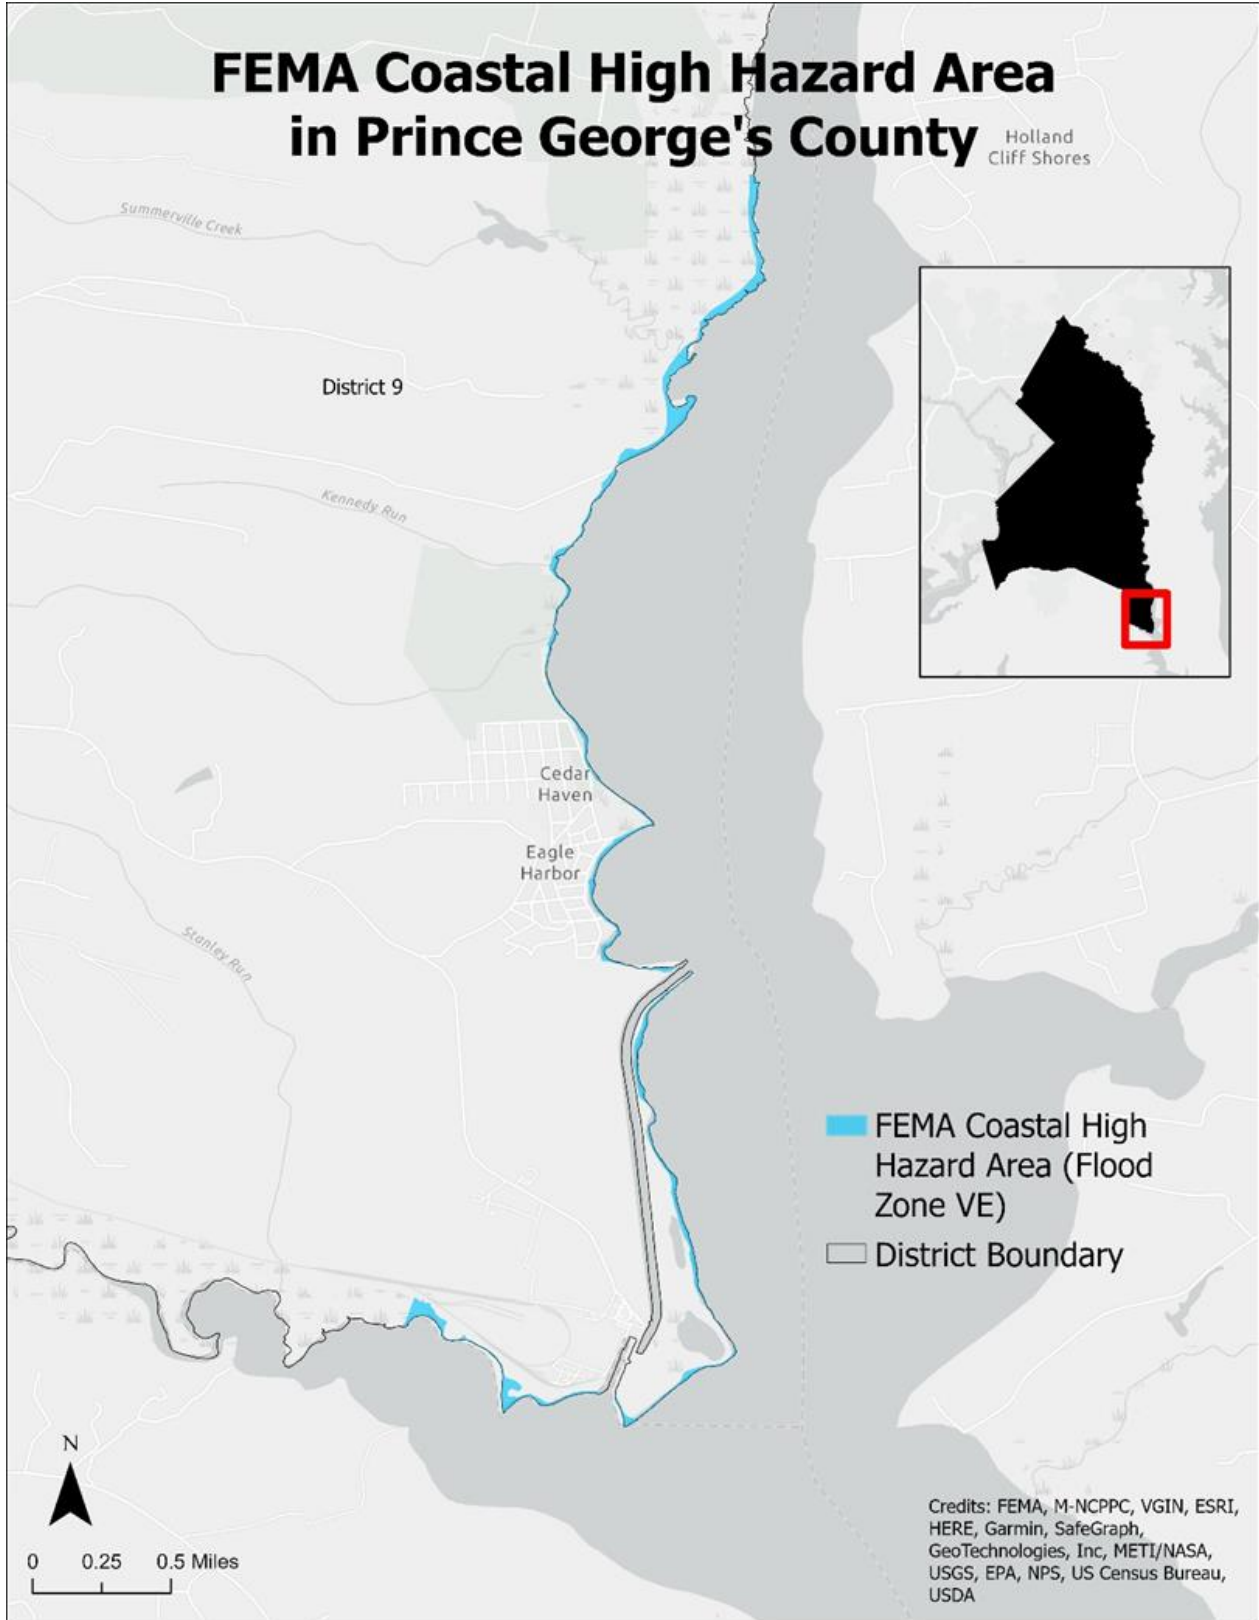 FEMA Coastal High Hazard Area
in Prince George's County
Holland
Cliff Shores
Summerville Creek
District 9
Kennedy Run
Cedar
Haven
Eagle
Harbor
Stanley Run
FEMA Coastal High
Hazard Area (Flood
Zone VE)
District Boundary
N
0 0.25 0.5 Miles
Credits: FEMA, M-NCPPC, VGIN, ESRI,
HERE, Garmin, SafeGraph,
GeoTechnologies, Inc, METI/NASA,
USGS, EPA, NPS, US Census Bureau,
USDA